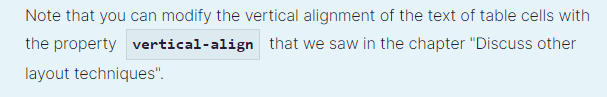 Note that you can modify the vertical alignment of the text of table cells with
the property vertical-align that we saw in the chapter "Discuss other
layout techniques".